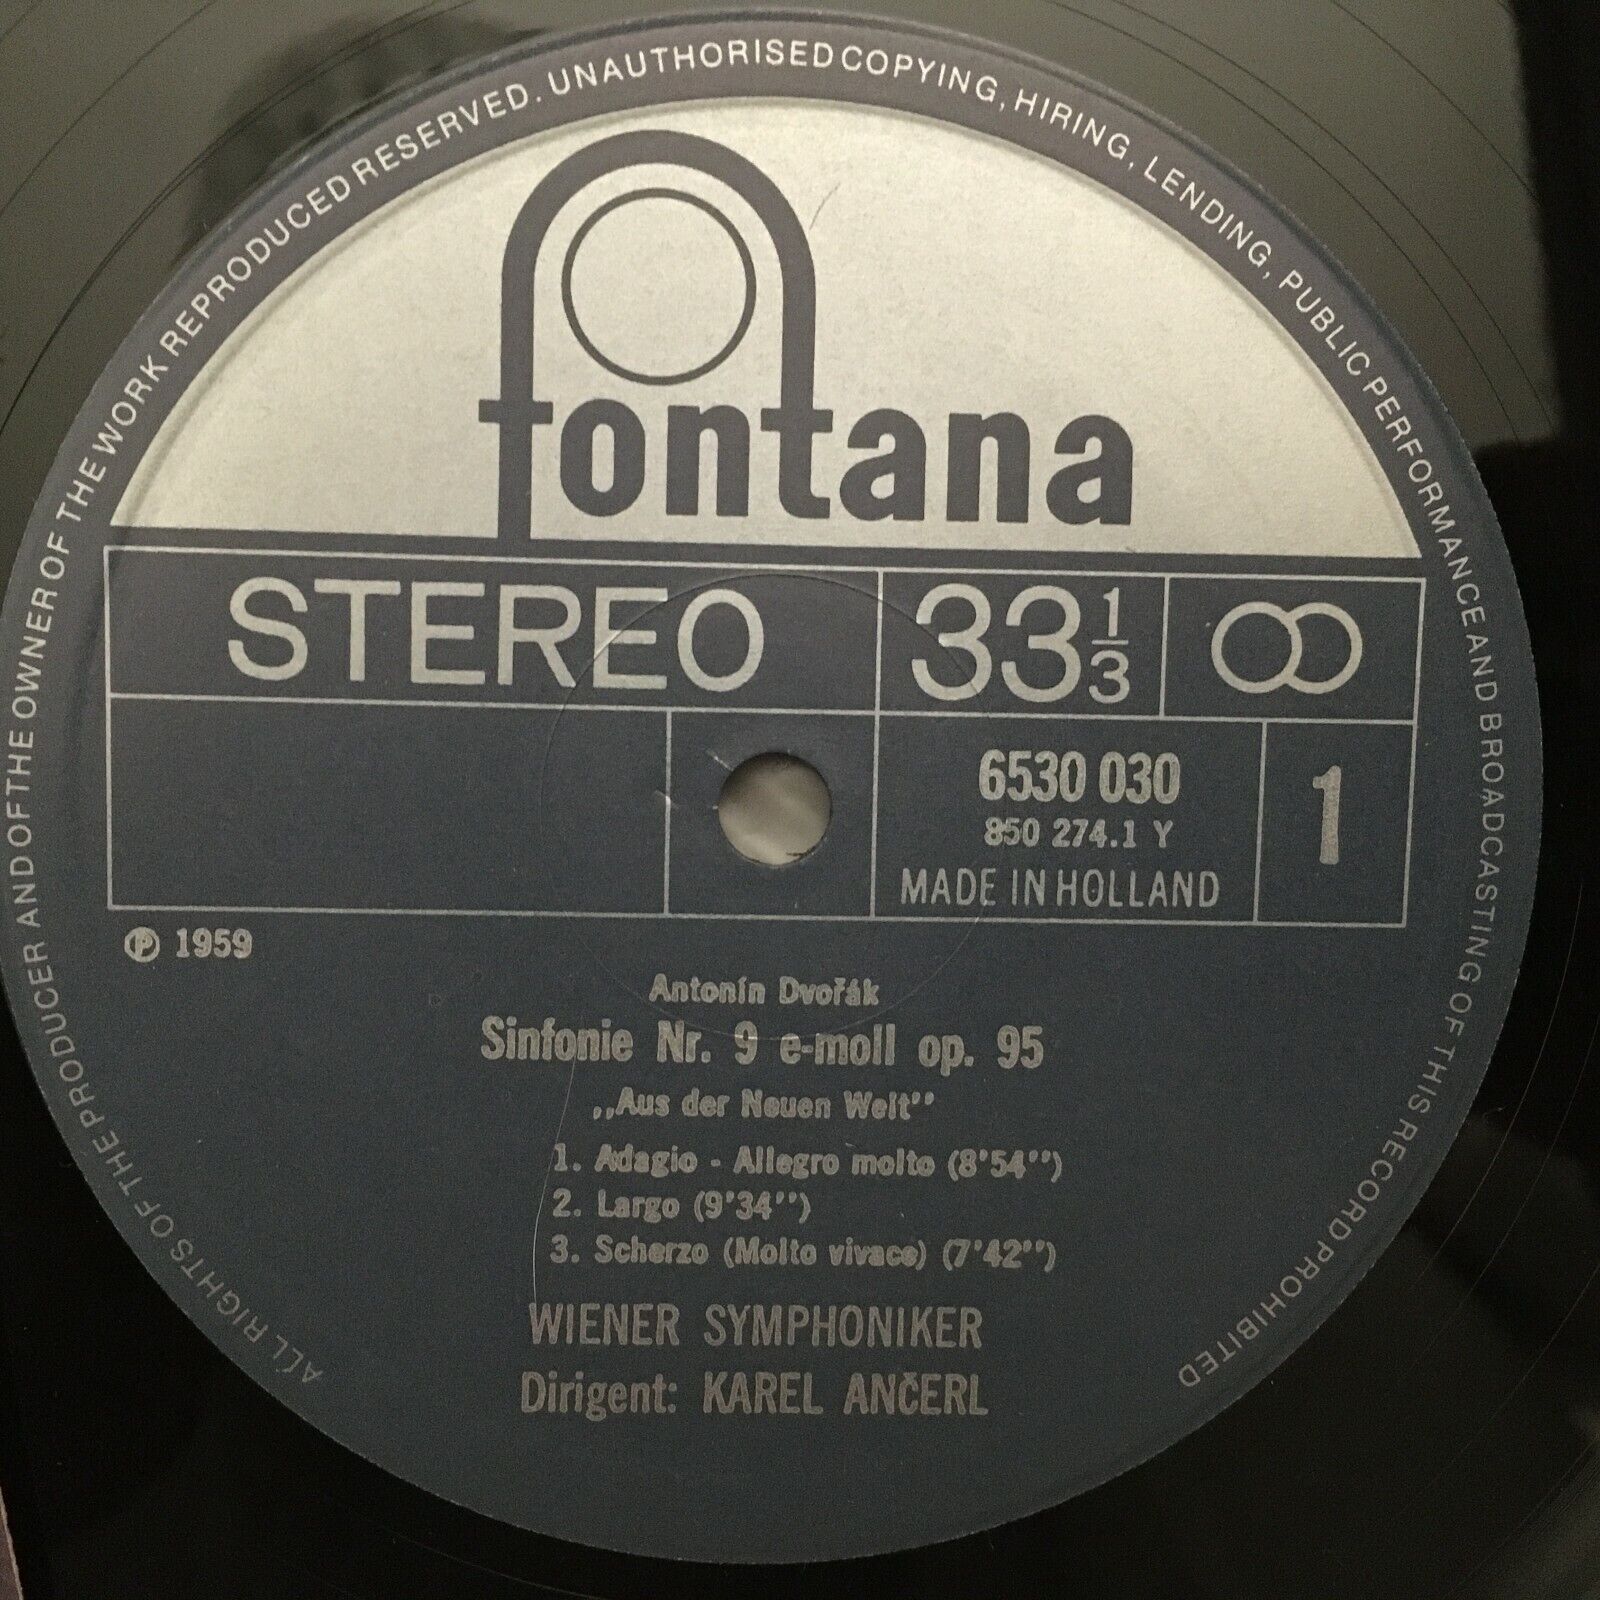 ALL RIGHTS OF THE PRODUCER AND OF THE OWNER OF THE WORK REPRODUCED RESERVED. UNAUTHORISED COPYING, HIRING, LENDING, PUBLIC PERFORMANCE AND BROADCASTING OF THIS RECORD PROHIBITED
fontana
STEREO 33 1/3
6530 030 1
850 274.1 Y
MADE IN HOLLAND
℗ 1959
Antonín Dvořák
Sinfonie Nr. 9 e-moll op. 95
,,Aus der Neuen Welt''
1. Adagio - Allegro molto (8'54'')
2. Largo (9'34'')
3. Scherzo (Molto vivace) (7'42'')
WIENER SYMPHONIKER
Dirigent: KAREL ANČERL